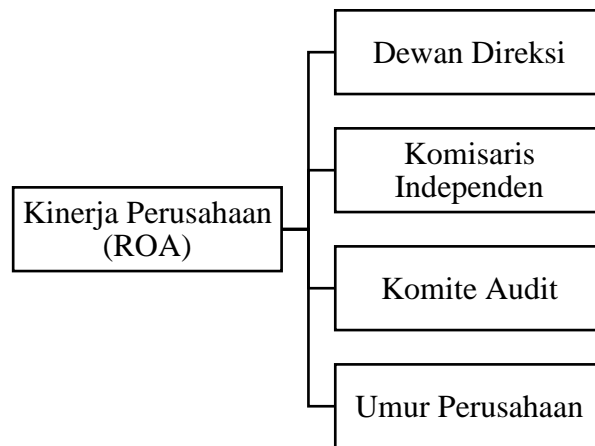 Kinerja Perusahaan
(ROA)
Dewan Direksi
Komisaris
Independen
Komite Audit
Umur Perusahaan